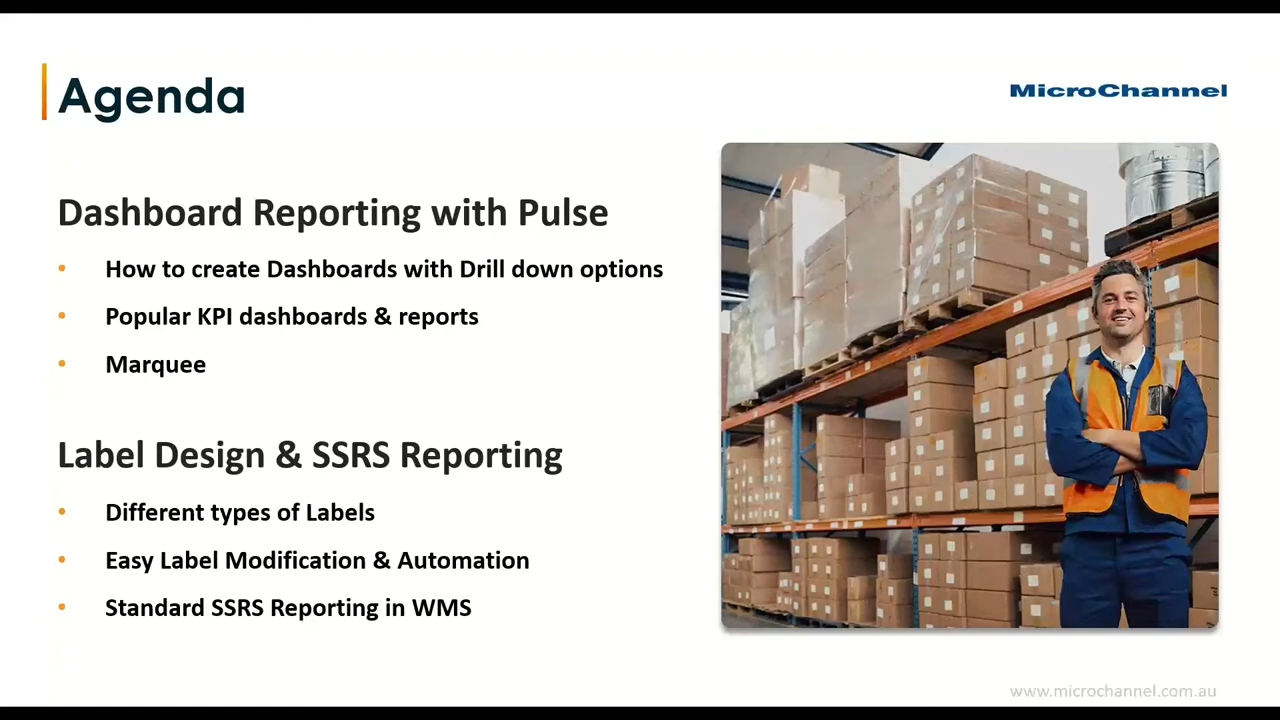 Agenda
MicroChannel
Dashboard Reporting with Pulse
• How to create Dashboards with Drill down options
• Popular KPI dashboards & reports
• Marquee
Label Design & SSRS Reporting
• Different types of Labels
• Easy Label Modification & Automation
• Standard SSRS Reporting in WMS
www.microchannel.com.au